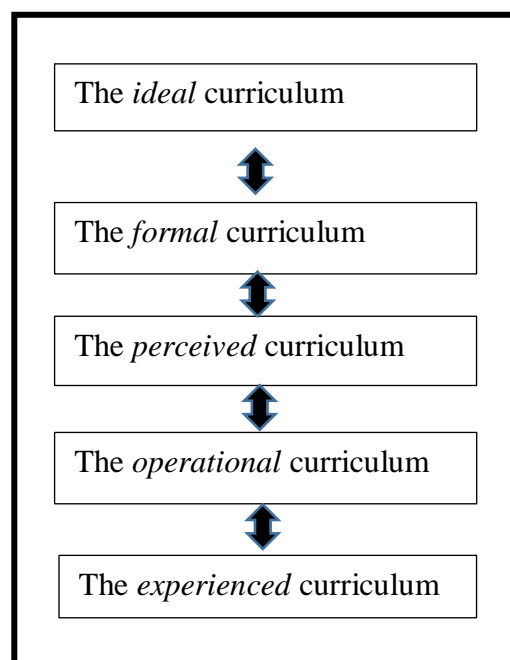 The ideal curriculum
The formal curriculum
The perceived curriculum
The operational curriculum
The experienced curriculum